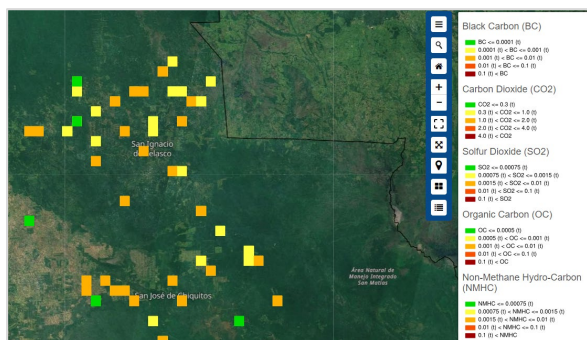 San Ignacio
de Velasco
San José de Chiquitos
Área Natural de
Manejo Integrado
San Matías
Black Carbon (BC)
BC <= 0.0001 (t)
0.0001 (t) < BC <= 0.001 (t)
0.001 (t) < BC <= 0.01 (t)
0.01 (t) < BC <= 0.1 (t)
0.1 (t) < BC
Carbon Dioxide (CO2)
CO2 <= 0.3 (t)
0.3 (t) < CO2 <= 1.0 (t)
1.0 (t) < CO2 <= 2.0 (t)
2.0 (t) < CO2 <= 4.0 (t)
4.0 (t) < CO2
Solfur Dioxide (SO2)
SO2 <= 0.00075 (t)
0.00075 (t) < SO2 <= 0.0015 (t)
0.0015 (t) < SO2 <= 0.01 (t)
0.01 (t) < SO2 <= 0.1 (t)
0.1 (t) < SO2
Organic Carbon (OC)
OC <= 0.0005 (t)
0.0005 (t) < OC <= 0.001 (t)
0.001 (t) < OC <= 0.01 (t)
0.01 (t) < OC <= 0.1 (t)
0.1 (t) < OC
Non-Methane Hydro-Carbon
(NMHC)
NMHC <= 0.00075 (t)
0.00075 (t) < NMHC <= 0.0015 (t)
0.0015 (t) < NMHC <= 0.01 (t)
0.01 (t) < NMHC <= 0.1 (t)
0.1 (t) < NMHC